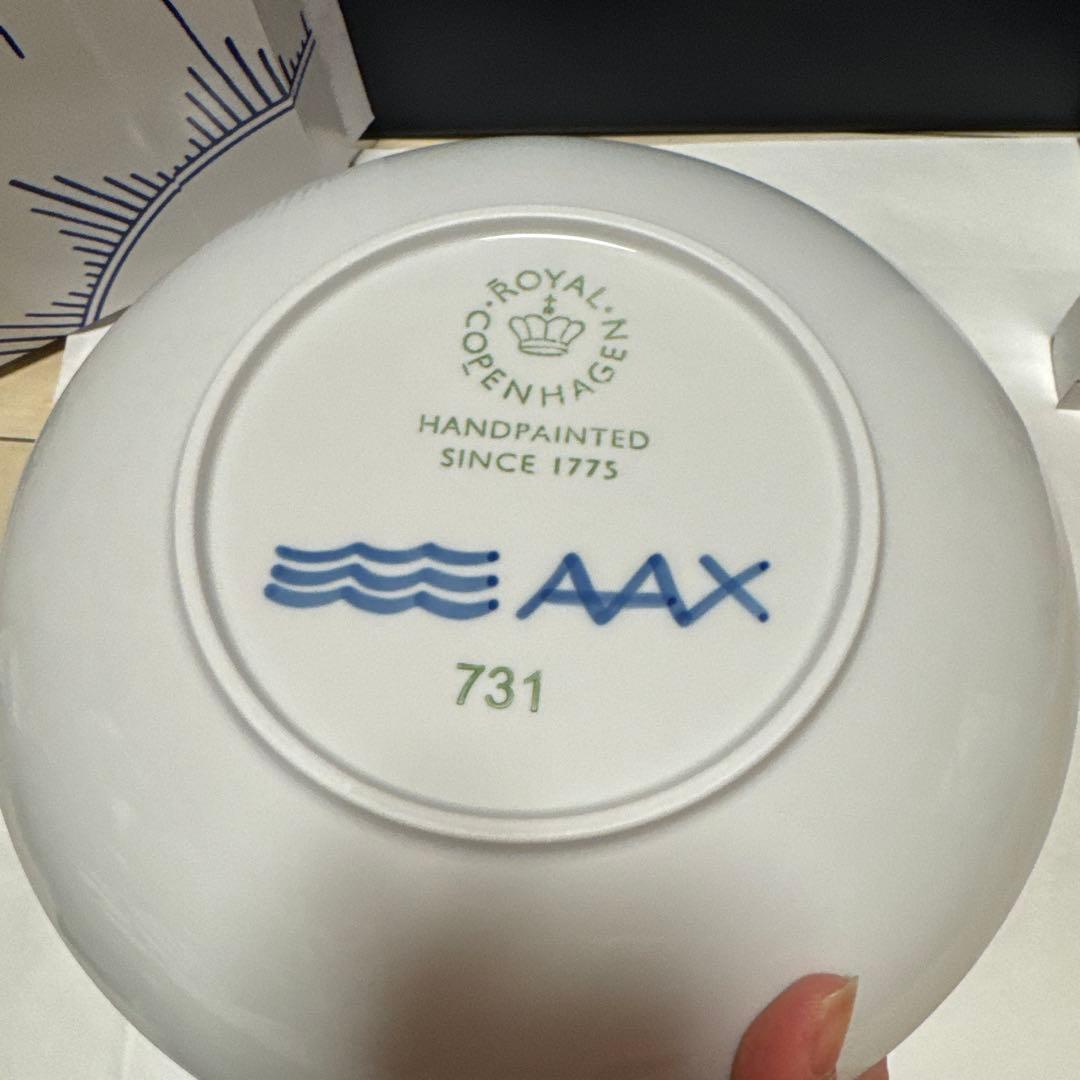 ROYAL
COPENHAGEN
HANDPAINTED
SINCE 1775
AAX
731